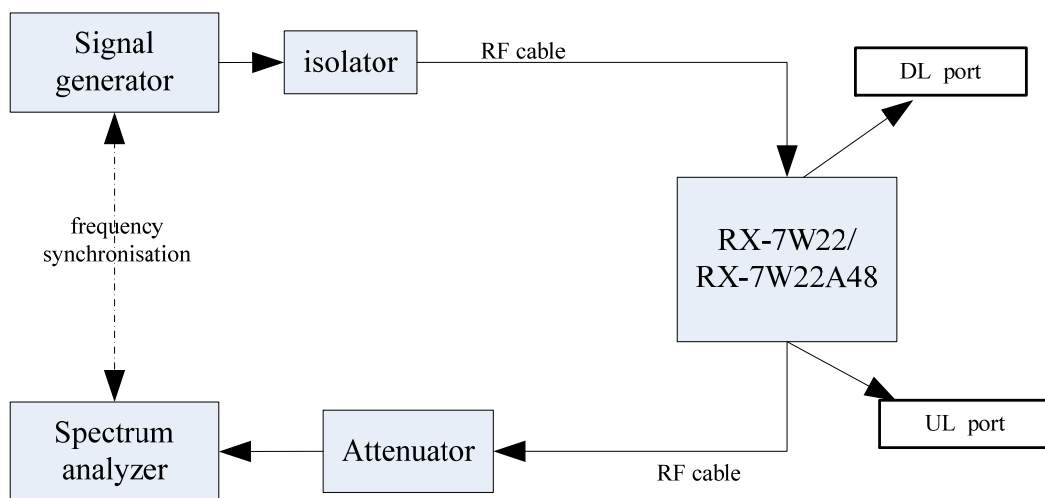 Signal
generator
isolator
RF cable
DL port
frequency
synchronisation
RX-7W22/
RX-7W22A48
Spectrum
analyzer
Attenuator
RF cable
UL port